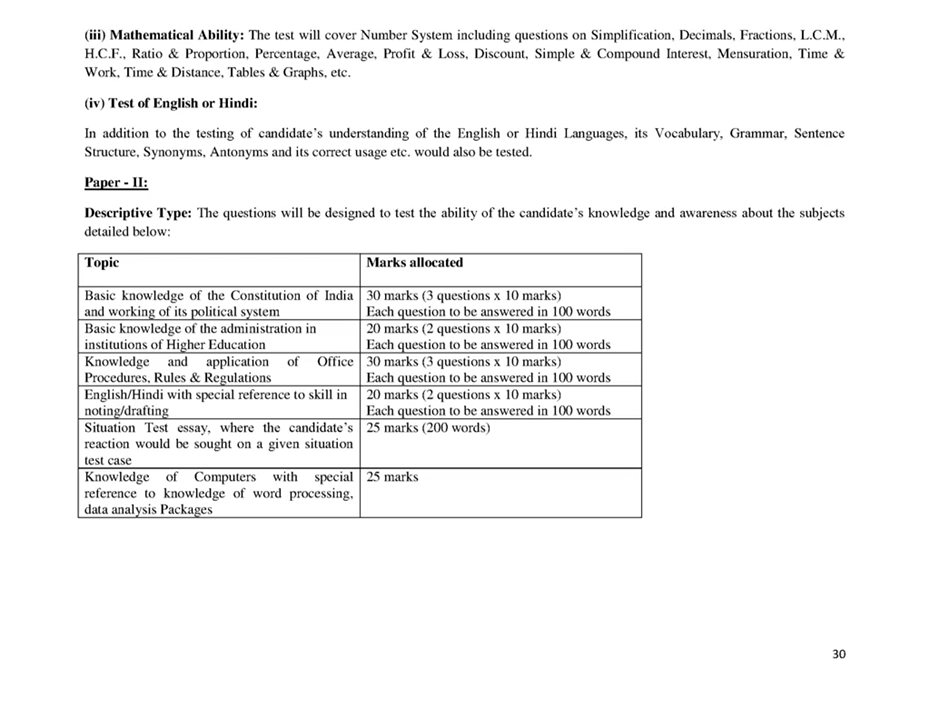 (iii) Mathematical Ability: The test will cover Number System including questions on Simplification, Decimals, Fractions, L.C.M.,
H.C.F., Ratio & Proportion, Percentage, Average, Profit & Loss, Discount, Simple & Compound Interest, Mensuration, Time &
Work, Time & Distance, Tables & Graphs, etc.
(iv) Test of English or Hindi:
In addition to the testing of candidate's understanding of the English or Hindi Languages, its Vocabulary, Grammar, Sentence
Structure, Synonyms, Antonyms and its correct usage etc. would also be tested.
Paper - II:
Descriptive Type: The questions will be designed to test the ability of the candidate's knowledge and awareness about the subjects
detailed below:
Topic
Marks allocated
Basic knowledge of the Constitution of India
and working of its political system
30 marks (3 questions x 10 marks)
Each question to be answered in 100 words
Basic knowledge of the administration in
institutions of Higher Education
20 marks (2 questions x 10 marks)
Each question to be answered in 100 words
Knowledge and application of Office
Procedures, Rules & Regulations
30 marks (3 questions x 10 marks)
Each question to be answered in 100 words
English/Hindi with special reference to skill in
noting/drafting
20 marks (2 questions x 10 marks)
Each question to be answered in 100 words
Situation Test essay, where the candidate's
reaction would be sought on a given situation
test case
25 marks (200 words)
Knowledge of Computers with special
reference to knowledge of word processing,
data analysis Packages
25 marks
30